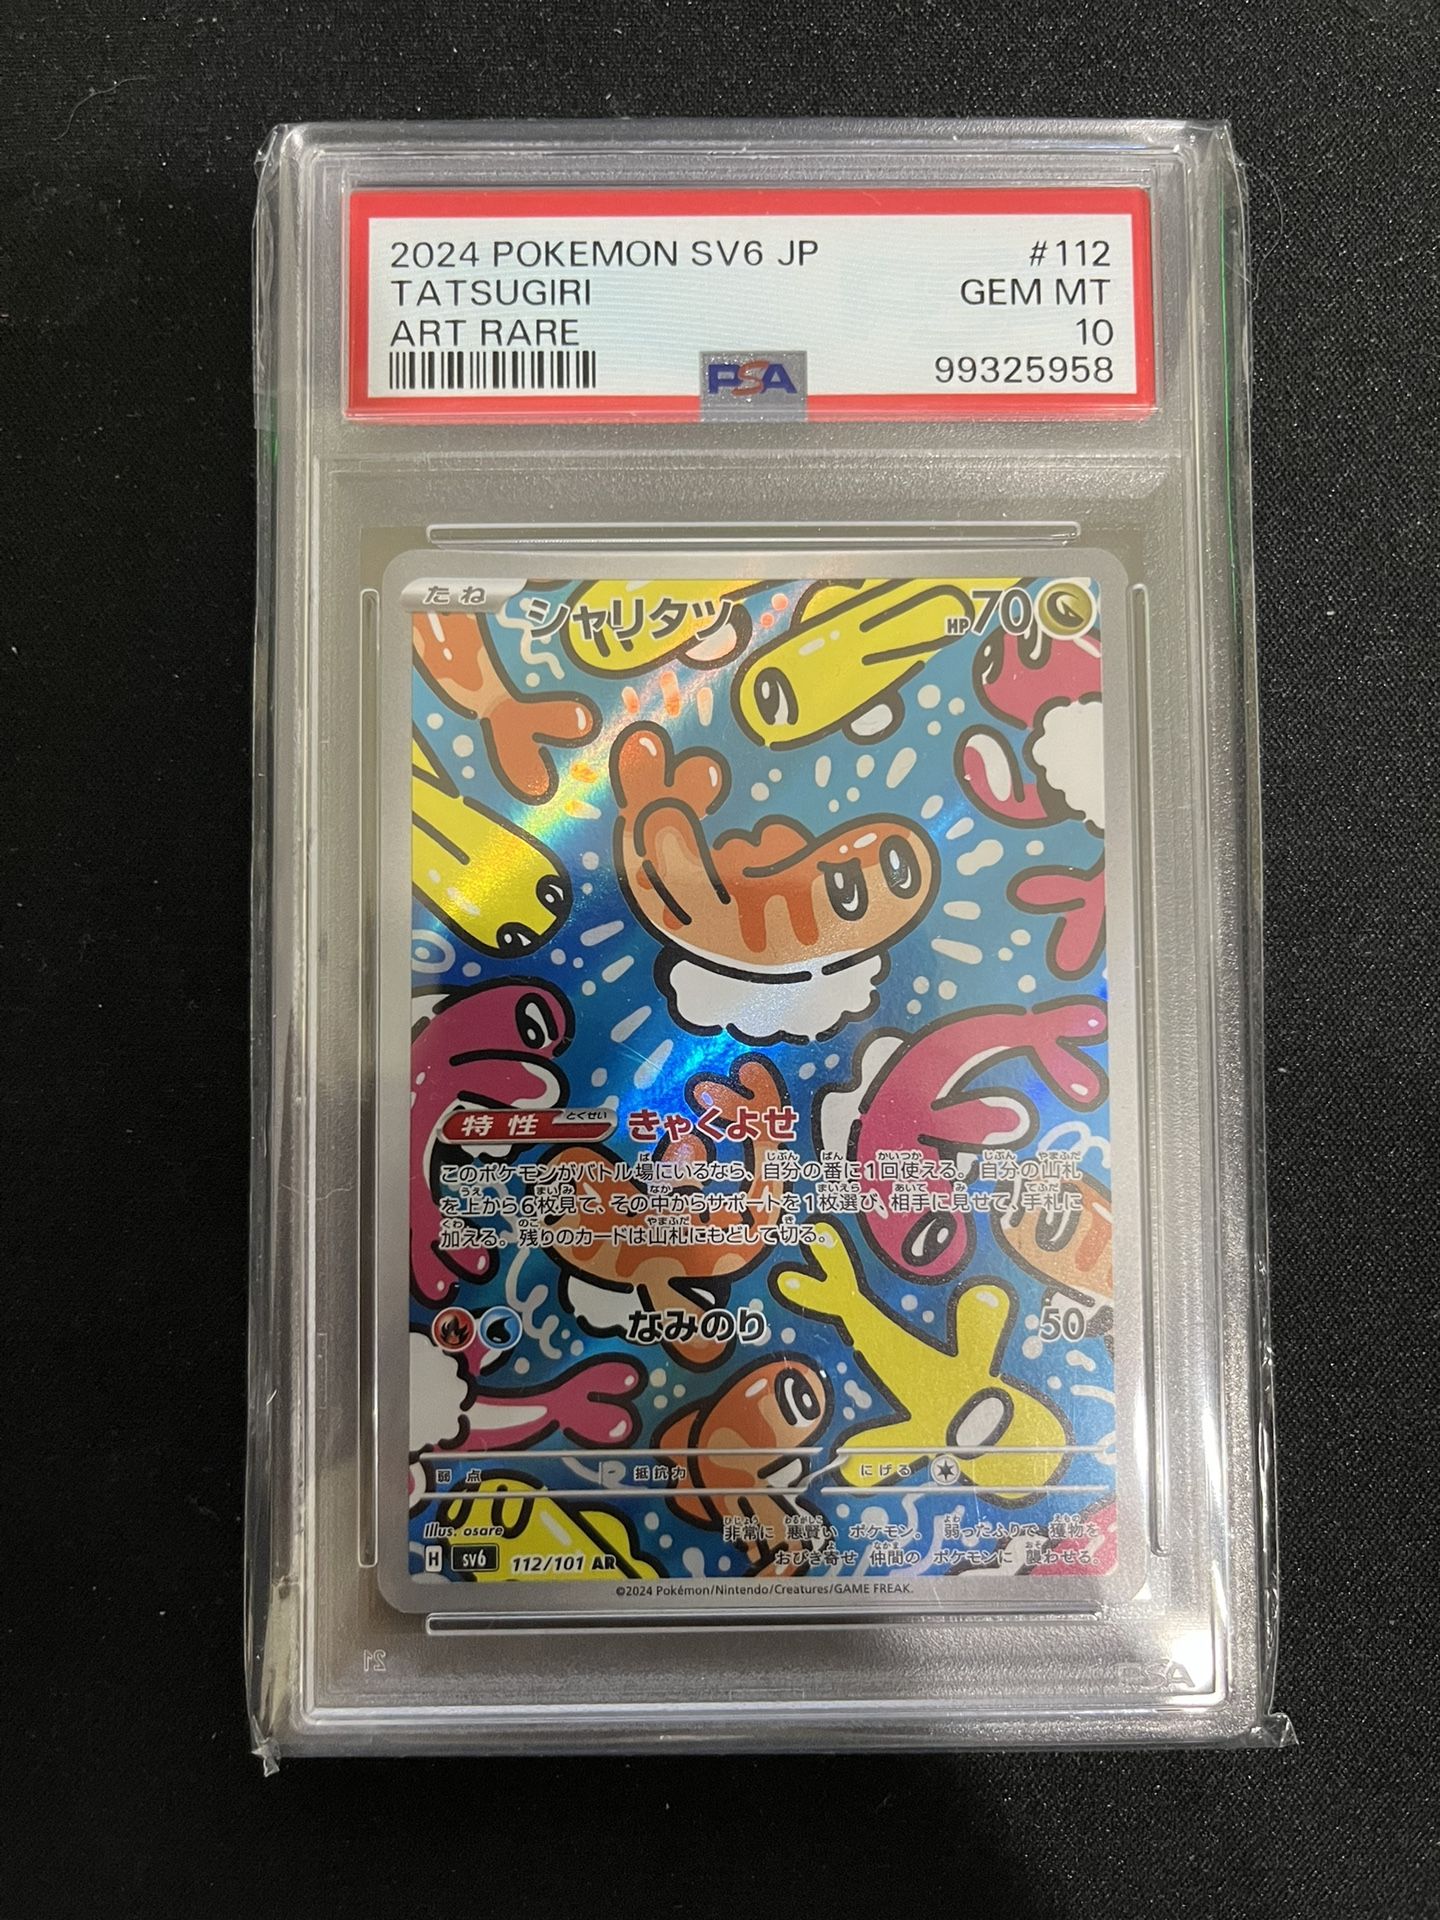 2024 POKEMON SV6 JP #112
TATSUGIRI GEM MT
ART RARE 10
99325958
PSA
たね シャリタツ HP70
特性 とくせい きゃくよせ
このポケモンがバトル場にいるなら、自分の番に1回使える。自分の山札
を上から6枚見て、その中からサポートを1枚選び、相手に見せて、手札に
加える。残りのカードは山札にもどして切る。
なみのり 50
弱点 抵抗力 にげる
Illus. osare
非常に 悪賢い ポケモン。 弱ったふりで 獲物を
おびき寄せ 仲間の ポケモンに 襲わせる。
H SV6 112/101 AR
©2024 Pokémon/Nintendo/Creatures/GAME FREAK.
21 PSA